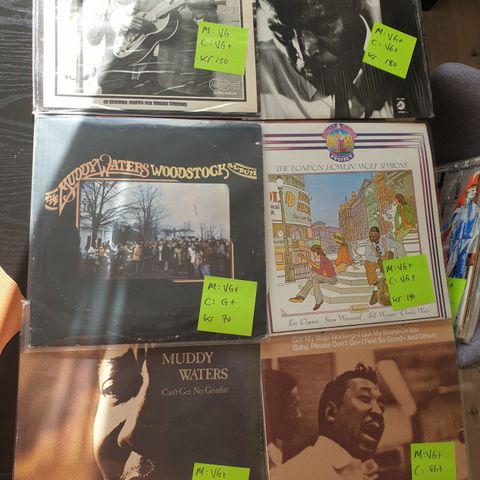 M: VG
C: VG+
Kr 150
STEREO
M: VG+
C: VG+
Kr 180
THE MUDDY WATERS WOODSTOCK ALBUM
M: VG+
C: G+
Kr 90
THE LONDON HOWLIN' WOLF SESSIONS
M: VG+
C: VG+
Kr 140
Featuring
Eric Clapton Steve Winwood Bill Wyman Charlie Watts
MUDDY
WATERS
Can't Get No Grindin'
M: VG+
Got My Mojo Working • I Got My Brand On You
Baby, Please Don't Go • I Feel So Good • And Others
M: VG+
C: VG+